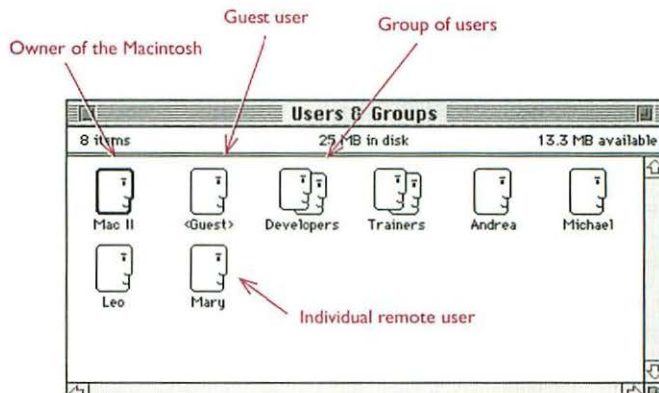 Guest user
Group of users
Owner of the Macintosh
Users & Groups
8 items 25 MB in disk 13.3 MB available
Mac II <Guest> Developers Trainers Andrea Michael
Leo Mary
Individual remote user